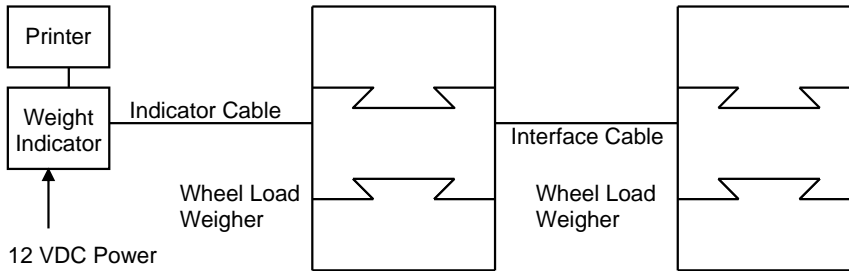 Printer
Weight
Indicator
Indicator Cable
Interface Cable
Wheel Load
Weigher
Wheel Load
Weigher
12 VDC Power